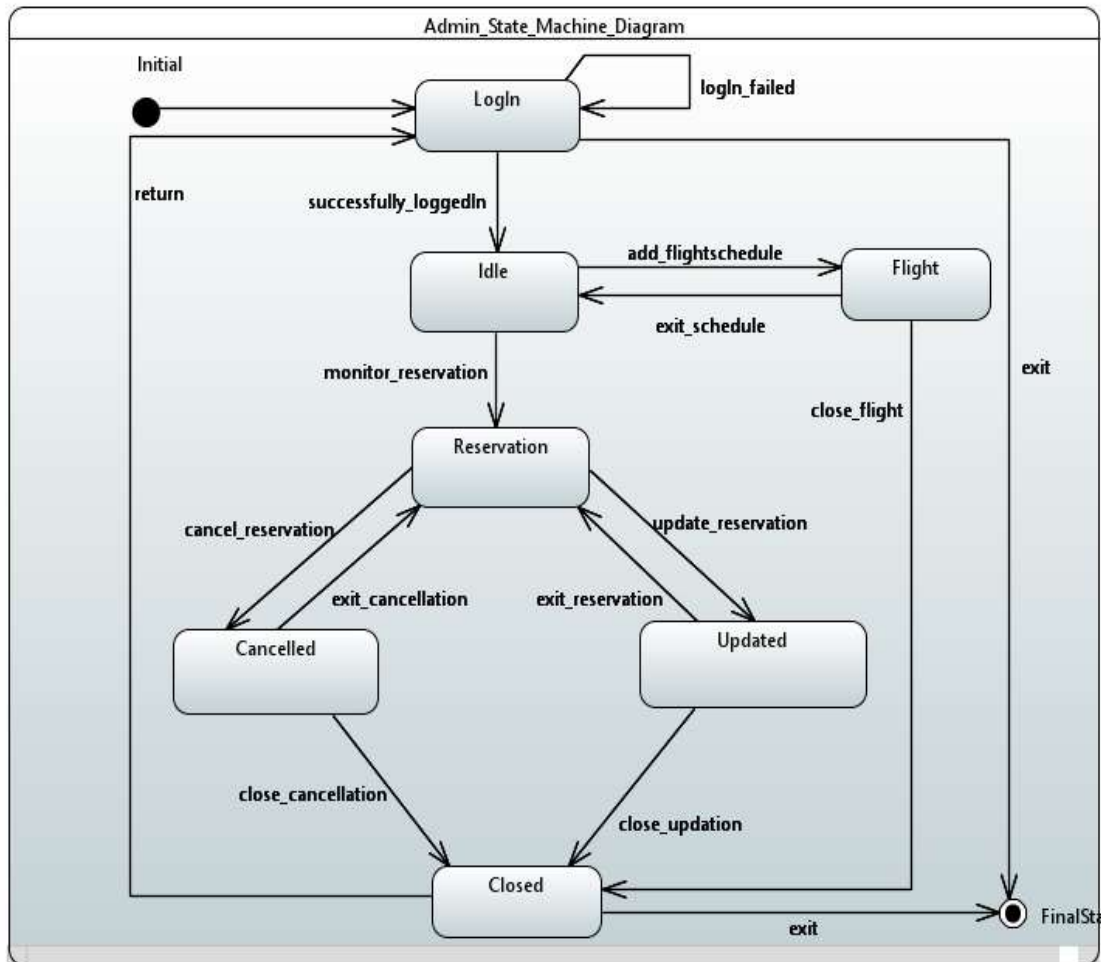 Admin_State_Machine_Diagram
Initial
LogIn
logIn_failed
return
successfully_loggedIn
Idle
add_flightschedule
Flight
exit_schedule
monitor_reservation
exit
close_flight
Reservation
cancel_reservation
update_reservation
exit_cancellation
exit_reservation
Cancelled
Updated
close_cancellation
close_updation
Closed
exit
FinalSta